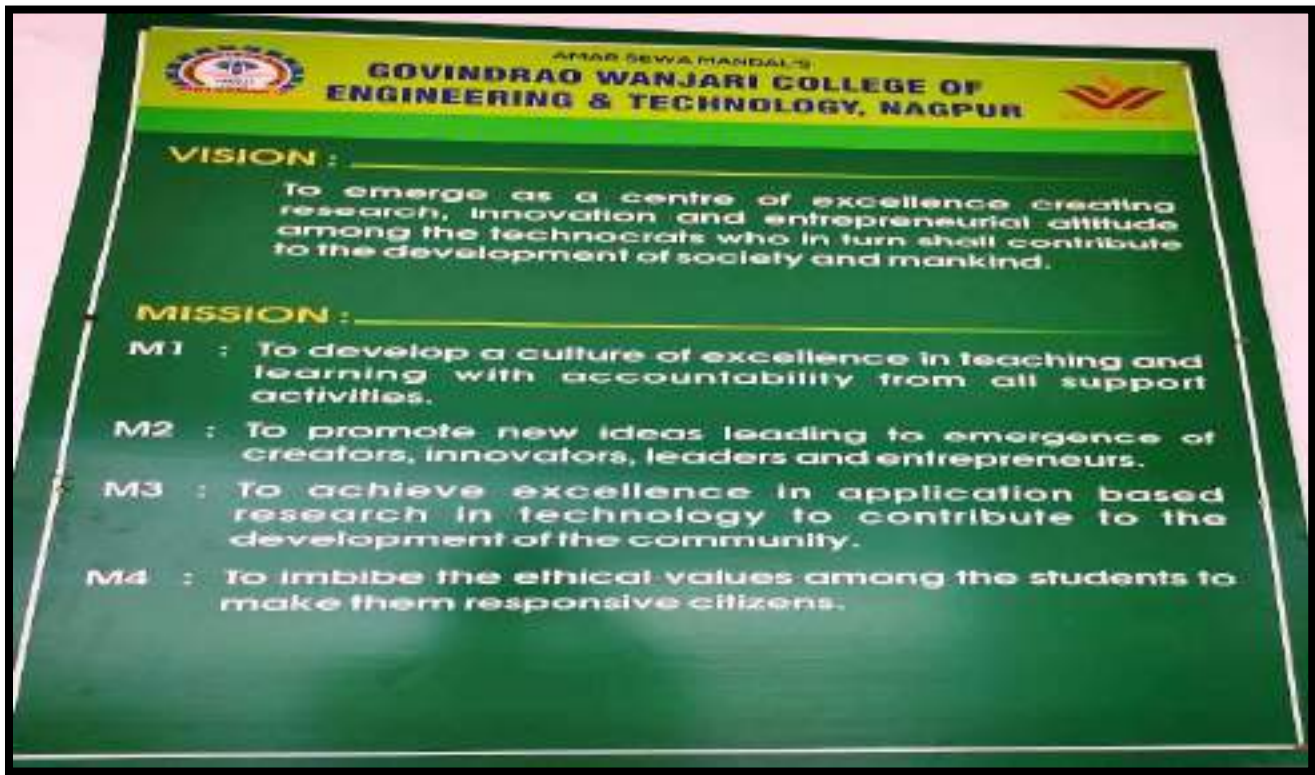 AMAR SEWA MANDAL'S
GOVINDRAO WANJARI COLLEGE OF
ENGINEERING & TECHNOLOGY, NAGPUR
VISION :
To emerge as a centre of excellence creating
research, innovation and entrepreneurial attitude
among the technocrats who in turn shall contribute
to the development of society and mankind.
MISSION :
M1 : To develop a culture of excellence in teaching and
learning with accountability from all support
activities.
M2 : To promote new ideas leading to emergence of
creators, innovators, leaders and entrepreneurs.
M3 : To achieve excellence in application based
research in technology to contribute to the
development of the community.
M4 : To imbibe the ethical values among the students to
make them responsive citizens.